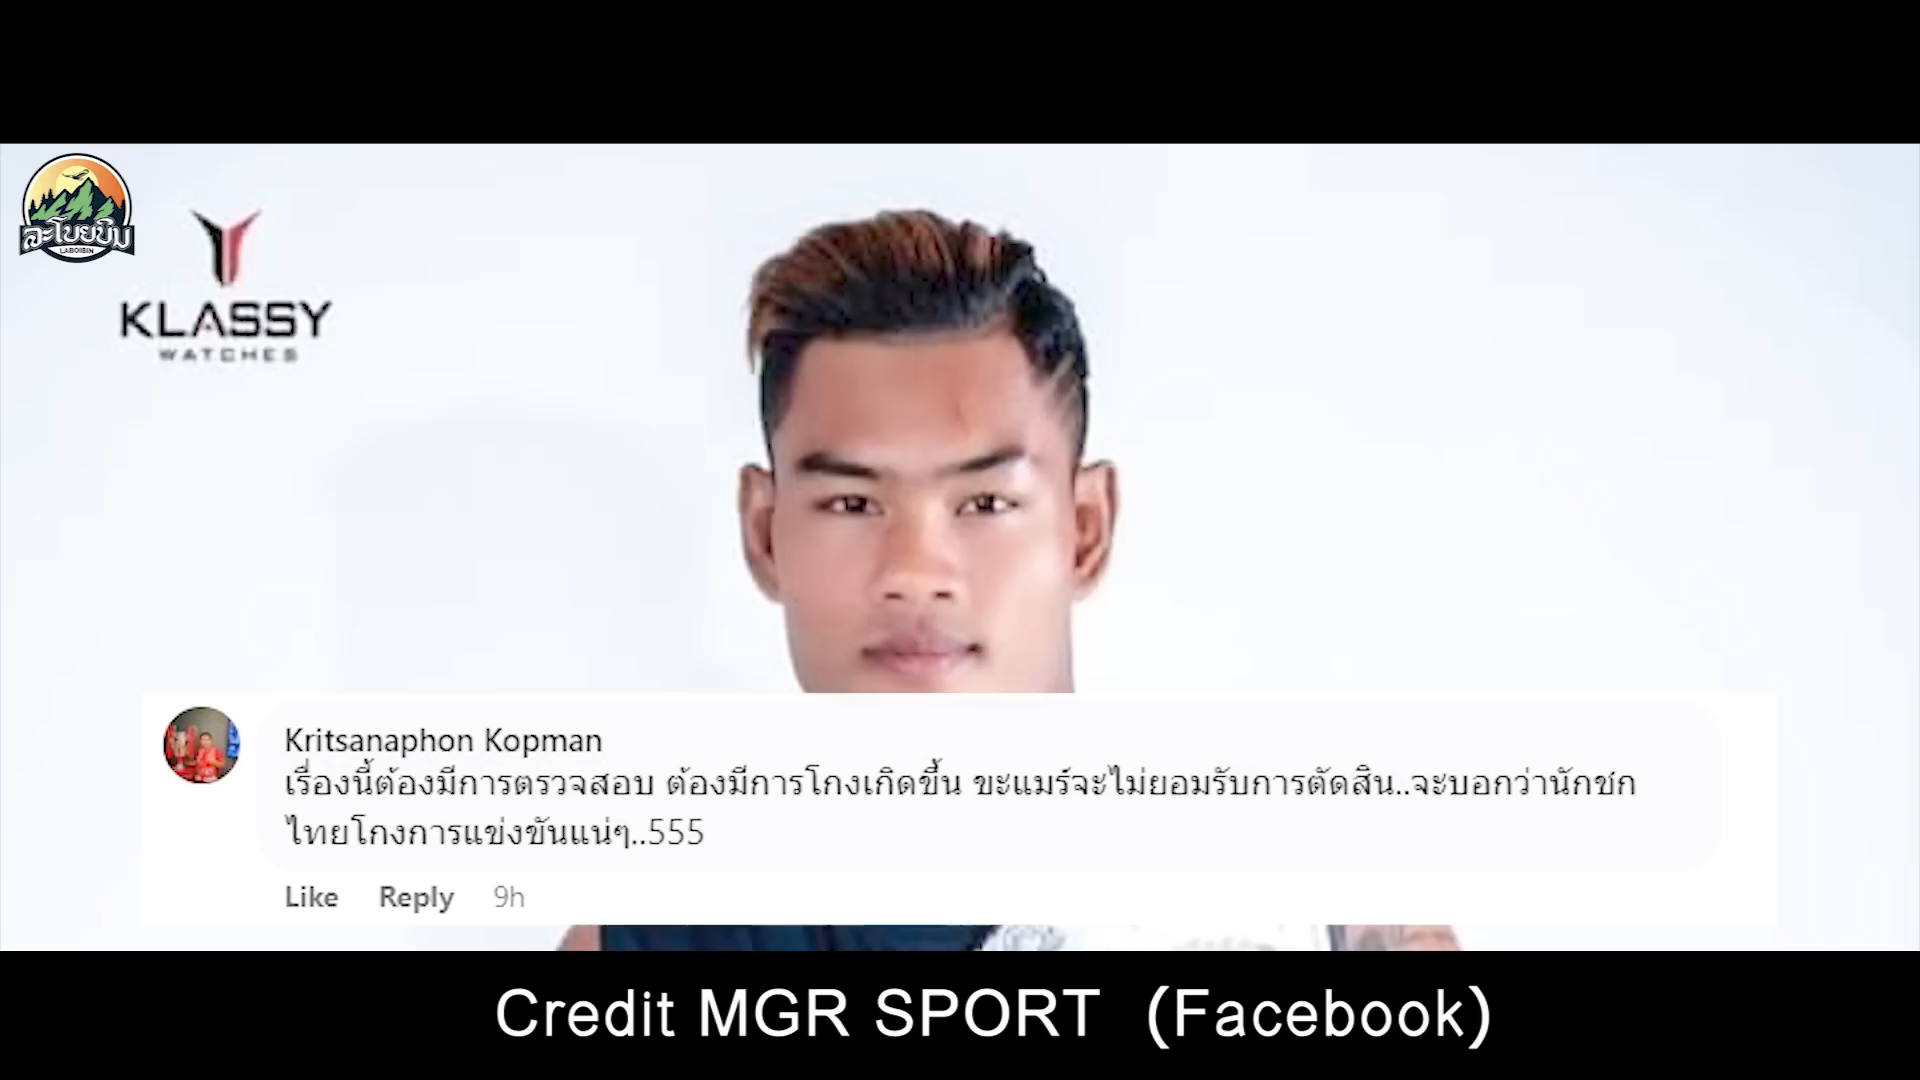 ละโบยบิน
LABOIBIN
KLASSY
WATCHES
Kritsanaphon Kopman
เรื่องนี้ต้องมีการตรวจสอบ ต้องมีการโกงเกิดขึ้น ขะแมร์จะไม่ยอมรับการตัดสิน..จะบอกว่านักชก
ไทยโกงการแข่งขันแน่ๆ..555
Like Reply 9h
Credit MGR SPORT (Facebook)